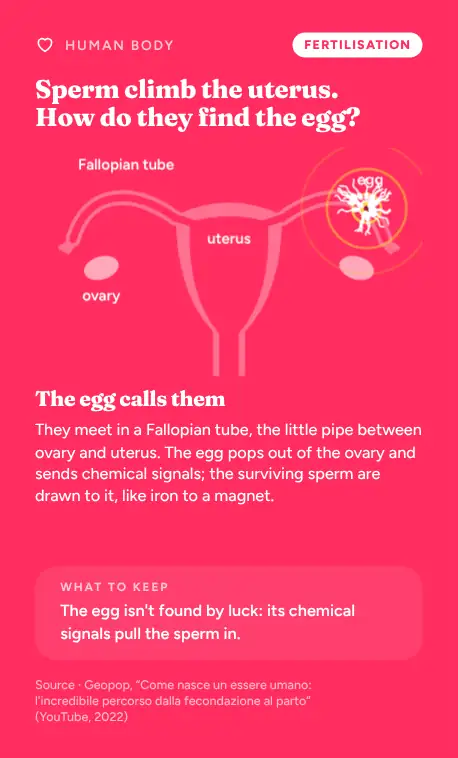 HUMAN BODY
FERTILISATION
Sperm climb the uterus.
How do they find the egg?
Fallopian tube
egg
uterus
ovary
The egg calls them
They meet in a Fallopian tube, the little pipe between
ovary and uterus. The egg pops out of the ovary and
sends chemical signals; the surviving sperm are
drawn to it, like iron to a magnet.
WHAT TO KEEP
The egg isn't found by luck: its chemical
signals pull the sperm in.
Source · Geopop, "Come nasce un essere umano:
l'incredibile percorso dalla fecondazione al parto"
(YouTube, 2022)